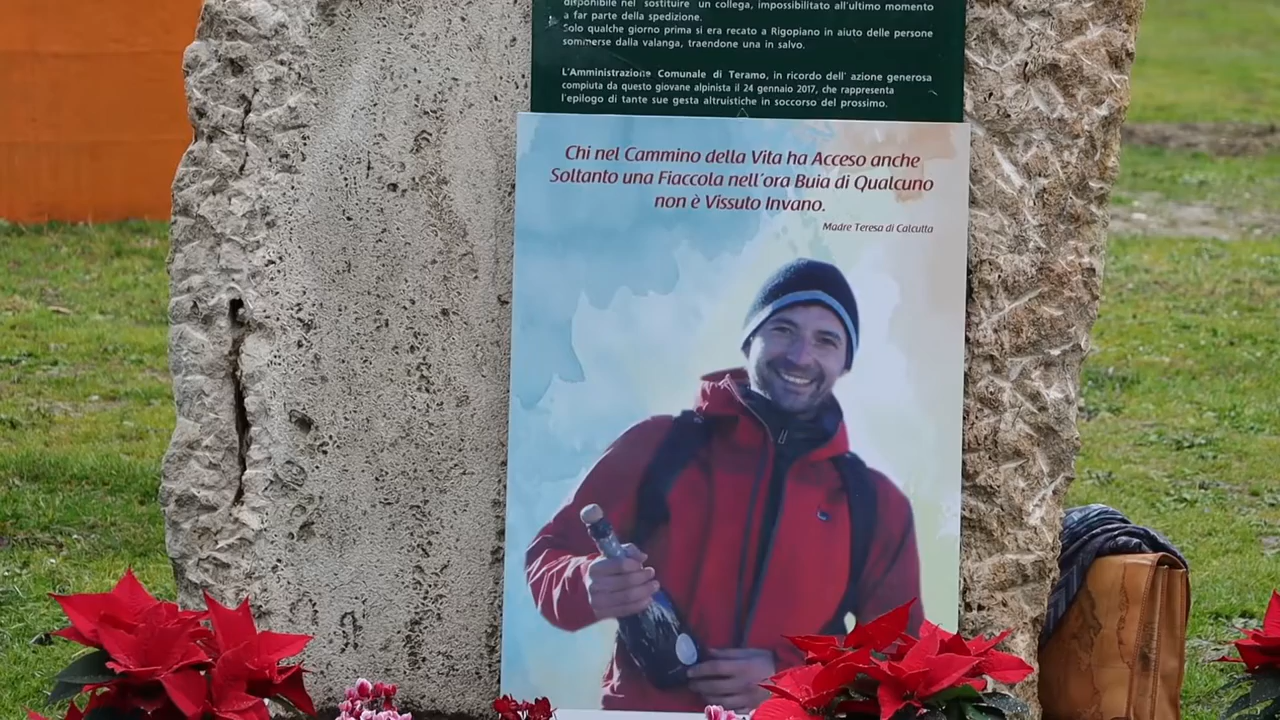 disponibile nel sostituire un collega, impossibilitato all'ultimo momento
a far parte della spedizione.
Solo qualche giorno prima si era recato a Rigopiano in aiuto delle persone
sommerse dalla valanga, traendone una in salvo.
L'Amministrazione Comunale di Teramo, in ricordo dell' azione generosa
compiuta da questo giovane alpinista il 24 gennaio 2017, che rappresenta
l'epilogo di tante sue gesta altruistiche in soccorso del prossimo.
Chi nel Cammino della Vita ha Acceso anche
Soltanto una Fiaccola nell'ora Buia di Qualcuno
non è Vissuto Invano.
Madre Teresa di Calcutta